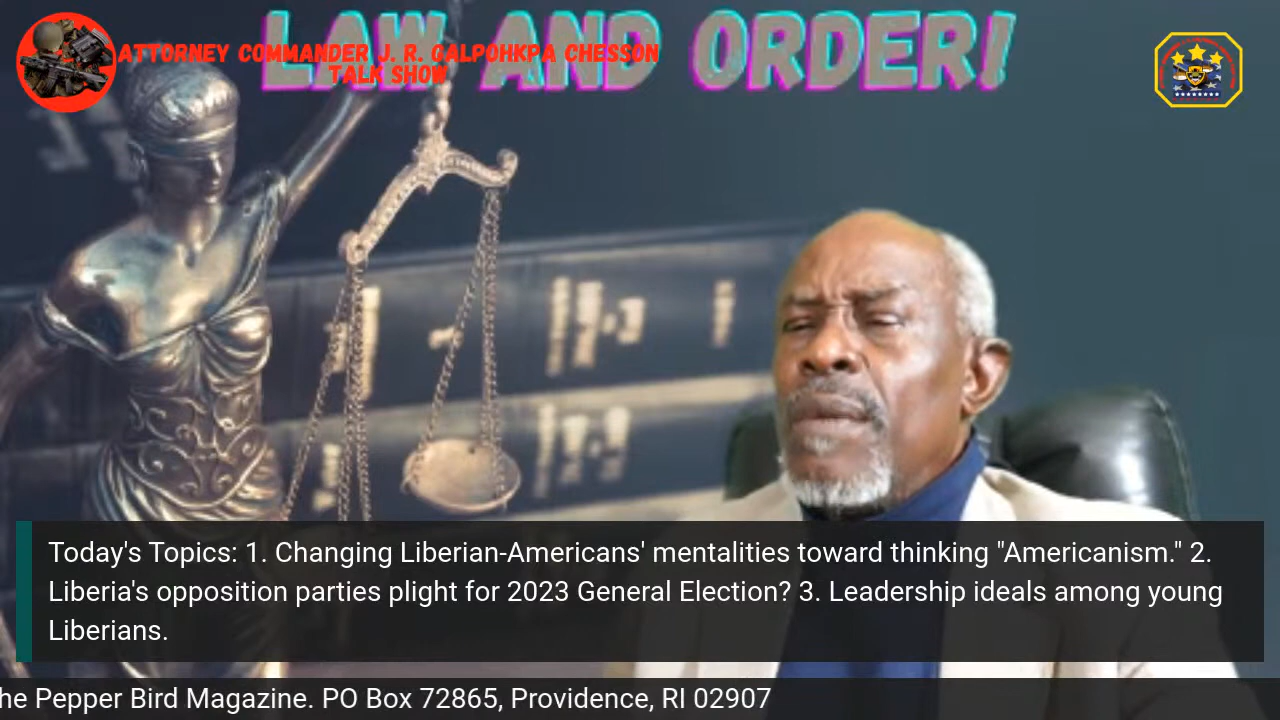 LAW AND ORDER!
ATTORNEY COMMANDER J. R. GALPOHKPA CHESSON
TALK SHOW
Today's Topics: 1. Changing Liberian-Americans' mentalities toward thinking "Americanism." 2.
Liberia's opposition parties plight for 2023 General Election? 3. Leadership ideals among young
Liberians.
he Pepper Bird Magazine. PO Box 72865, Providence, RI 02907